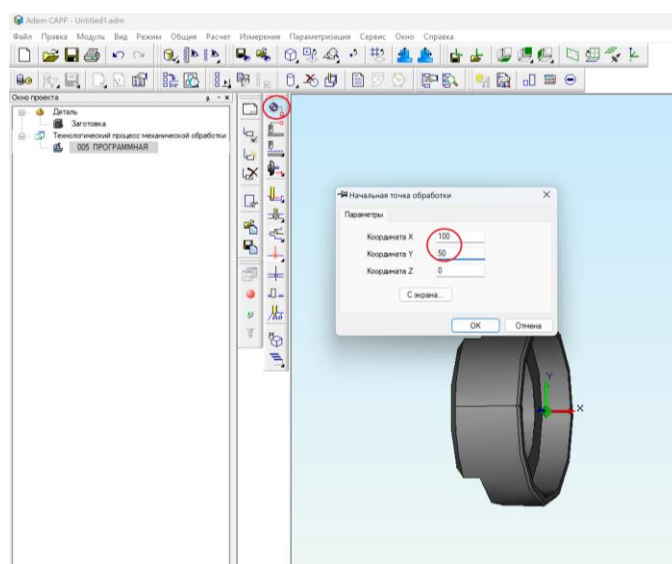 Adem CAPP - Untitled1.adm
Файл Правка Модуль Вид Режим Общие Расчет Измерения Параметризация Сервис Окно Справка
Окно проекта
Деталь
Заготовка
Технологический процесс механической обработки
005 ПРОГРАММНАЯ
Начальная точка обработки
Параметры
Координата X 100
Координата Y 50
Координата Z 0
С экрана...
OK Отмена
Y
X